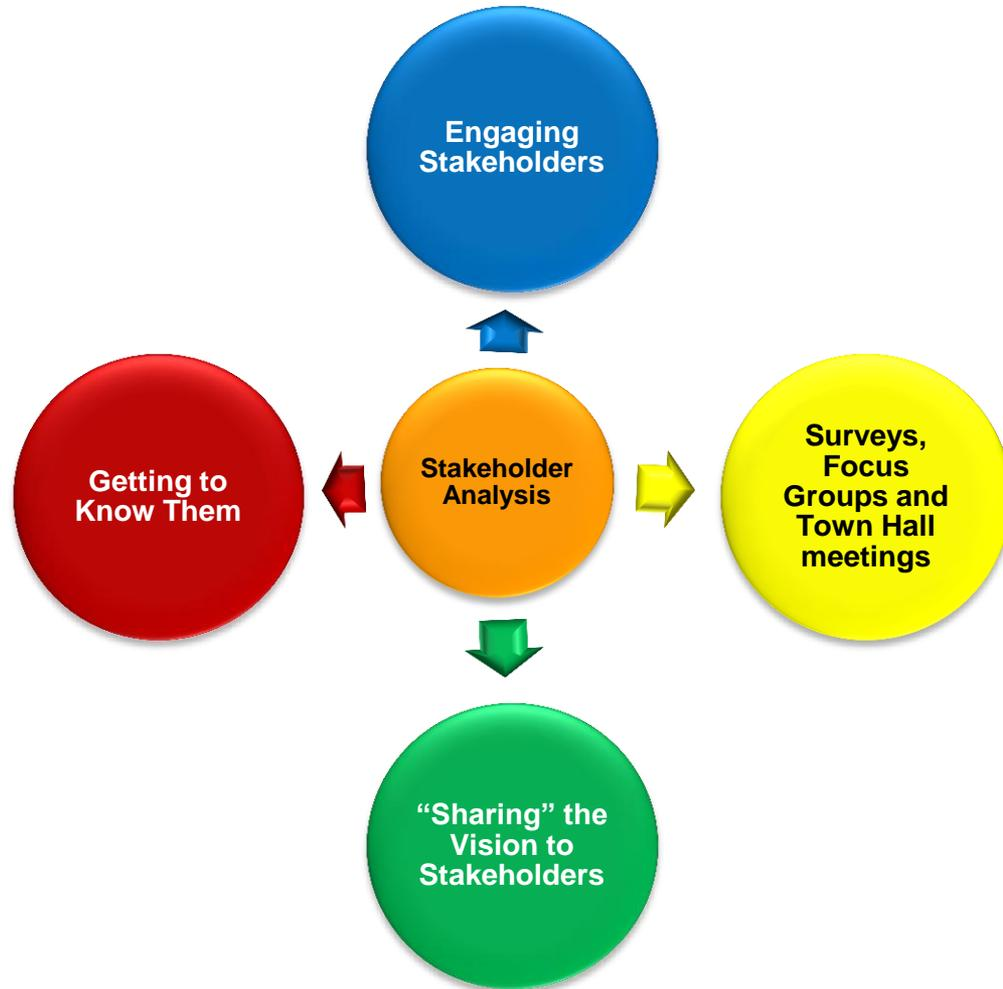 Engaging
Stakeholders
Getting to
Know Them
Stakeholder
Analysis
Surveys,
Focus
Groups and
Town Hall
meetings
“Sharing” the
Vision to
Stakeholders